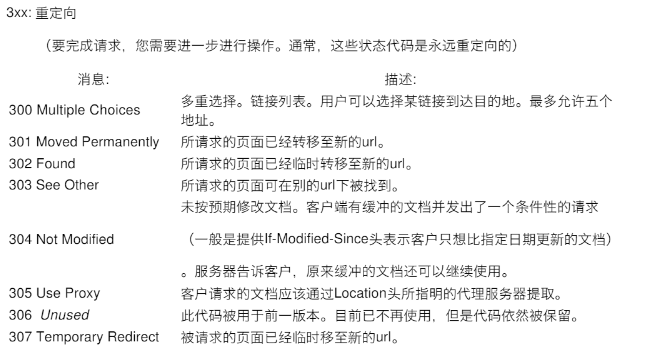 3xx: 重定向
（要完成请求，您需要进一步进行操作。通常，这些状态代码是永远重定向的）
消息: 描述:
300 Multiple Choices 多重选择。链接列表。用户可以选择某链接到达目的地。最多允许五个
地址。
301 Moved Permanently 所请求的页面已经转移至新的url。
302 Found 所请求的页面已经临时转移至新的url。
303 See Other 所请求的页面可在别的url下被找到。
未按预期修改文档。客户端有缓冲的文档并发出了一个条件性的请求
304 Not Modified （一般是提供If-Modified-Since头表示客户只想比指定日期更新的文档）
。服务器告诉客户，原来缓冲的文档还可以继续使用。
305 Use Proxy 客户请求的文档应该通过Location头所指明的代理服务器提取。
306 Unused 此代码被用于前一版本。目前已不再使用，但是代码依然被保留。
307 Temporary Redirect 被请求的页面已经临时移至新的url。